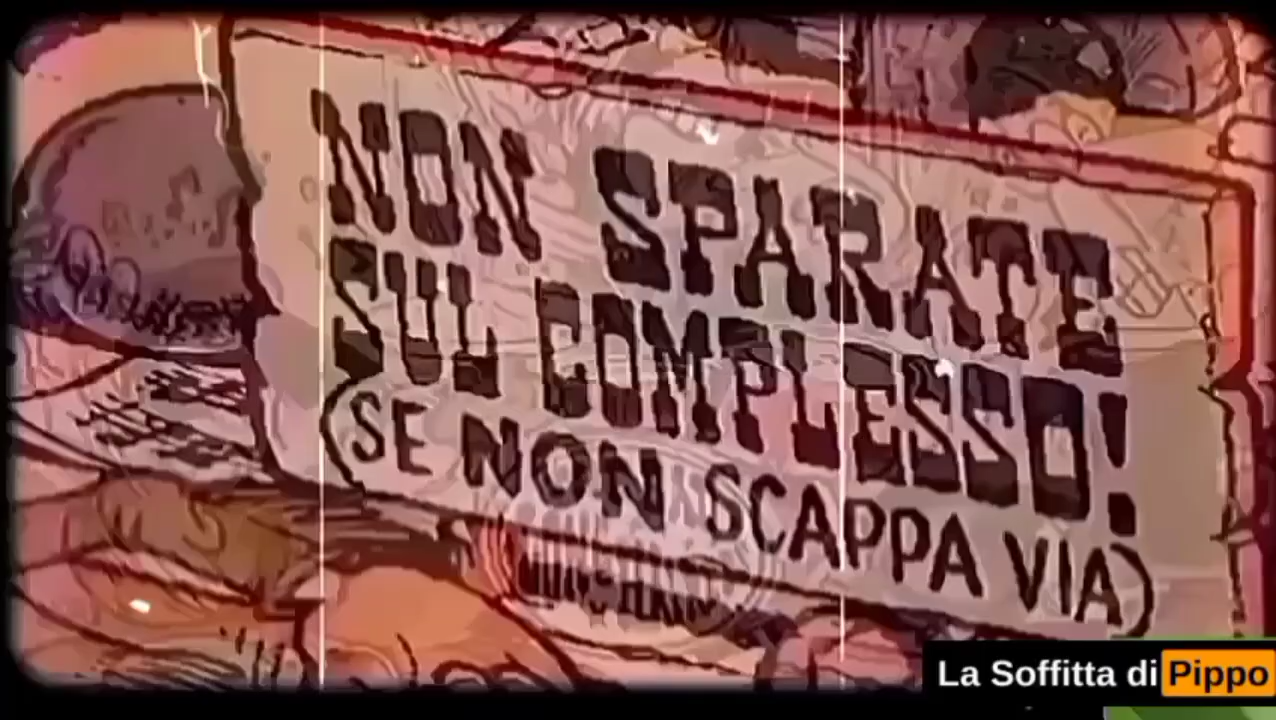 NON SPARATE
SUL COMPLESSO!
(SE NON SCAPPA VIA)
La Soffitta di Pippo